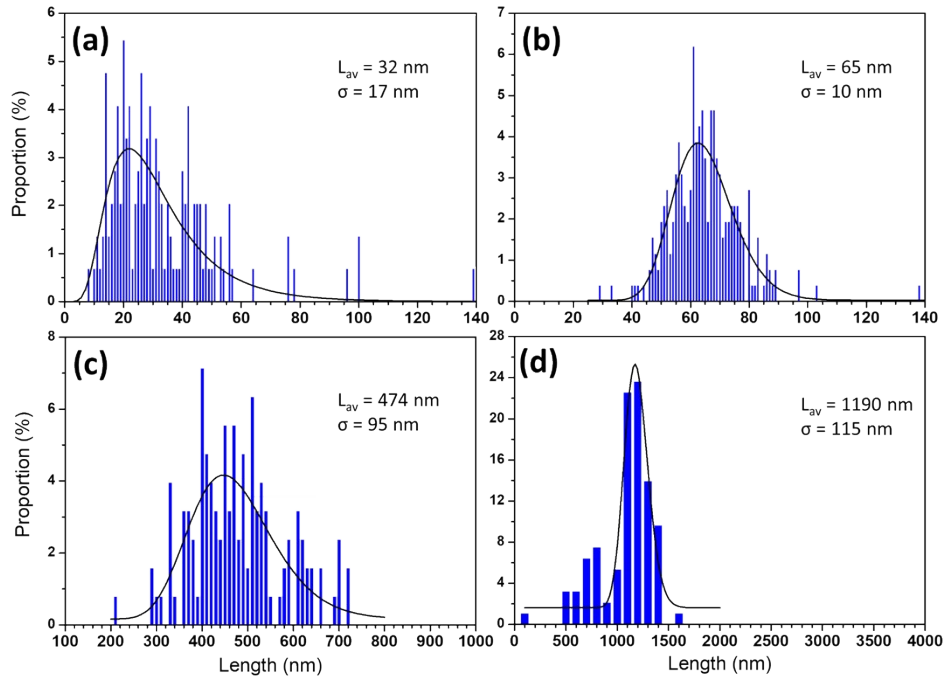 (a)
L_av = 32 nm
σ = 17 nm
Proportion (%)
6
5
4
3
2
1
0
0 20 40 60 80 100 120 140
(b)
L_av = 65 nm
σ = 10 nm
7
6
5
4
3
2
1
0
0 20 40 60 80 100 120 140
(c)
L_av = 474 nm
σ = 95 nm
Proportion (%)
8
6
4
2
0
100 200 300 400 500 600 700 800 900 1000
Length (nm)
(d)
L_av = 1190 nm
σ = 115 nm
28
24
20
16
12
8
4
0
0 500 1000 1500 2000 2500 3000 3500 4000
Length (nm)